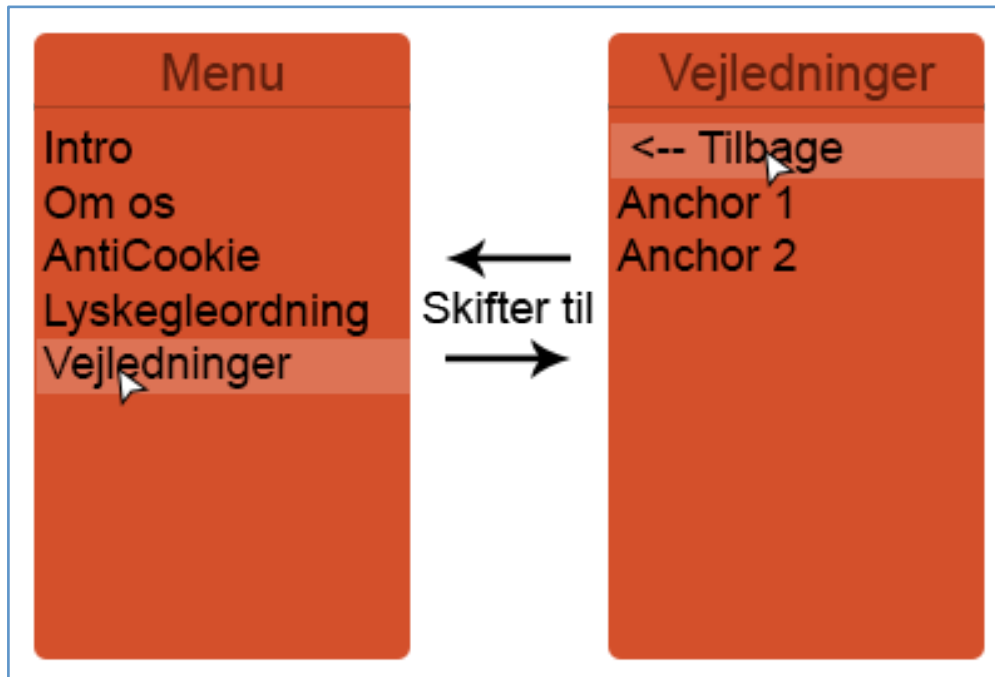 Menu
Intro
Om os
AntiCookie
Lyskegleordning
Vejledninger
Skifter til
Vejledninger
<-- Tilbage
Anchor 1
Anchor 2